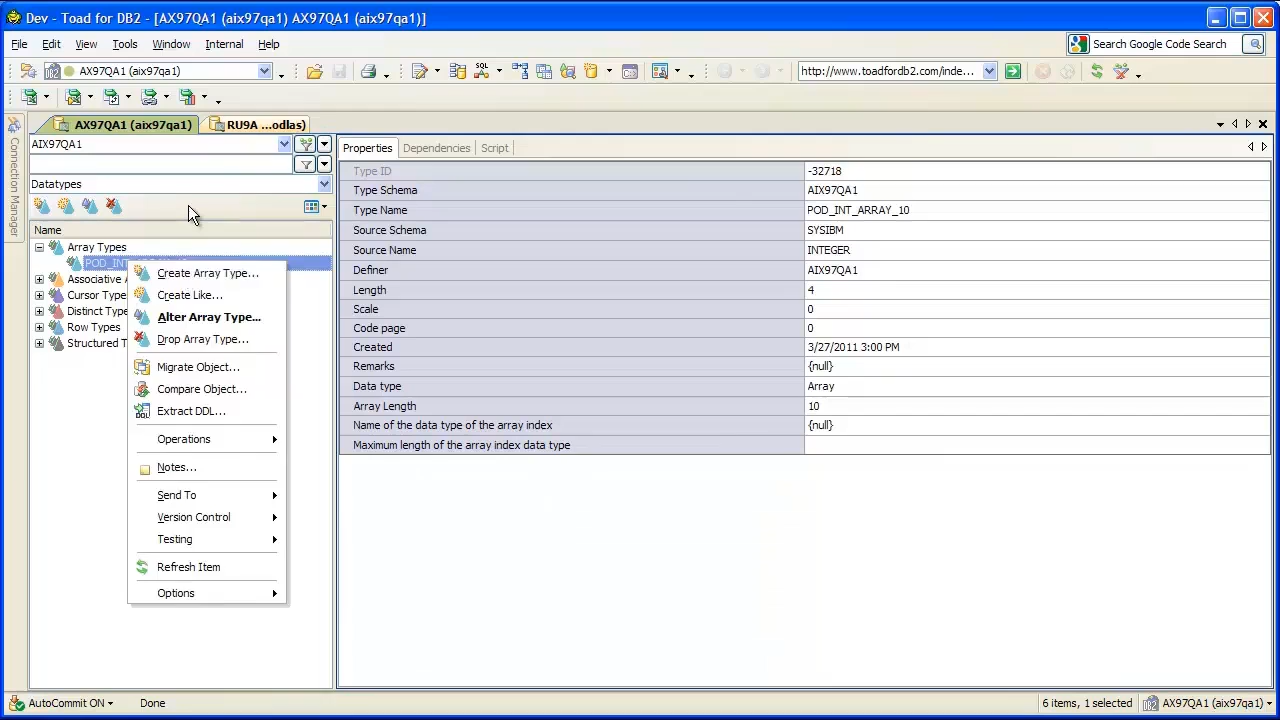 Dev - Toad for DB2 - [AX97QA1 (aix97qa1) AX97QA1 (aix97qa1)]
File Edit View Tools Window Internal Help
Search Google Code Search
AX97QA1 (aix97qa1)
SQL
http://www.toadfordb2.com/inde...
AX97QA1 (aix97qa1)
RU9A ...odlas)
Connection Manager
AIX97QA1
Datatypes
Name
Array Types
Associative
Cursor Type
Distinct Type
Row Types
Structured T
Create Array Type...
Create Like...
Alter Array Type...
Drop Array Type...
Migrate Object...
Compare Object...
Extract DDL...
Operations
Notes...
Send To
Version Control
Testing
Refresh Item
Options
Properties Dependencies Script
Type ID -32718
Type Schema AIX97QA1
Type Name POD_INT_ARRAY_10
Source Schema SYSIBM
Source Name INTEGER
Definer AIX97QA1
Length 4
Scale 0
Code page 0
Created 3/27/2011 3:00 PM
Remarks {null}
Data type Array
Array Length 10
Name of the data type of the array index {null}
Maximum length of the array index data type
AutoCommit ON Done
6 items, 1 selected
AX97QA1 (aix97qa1)